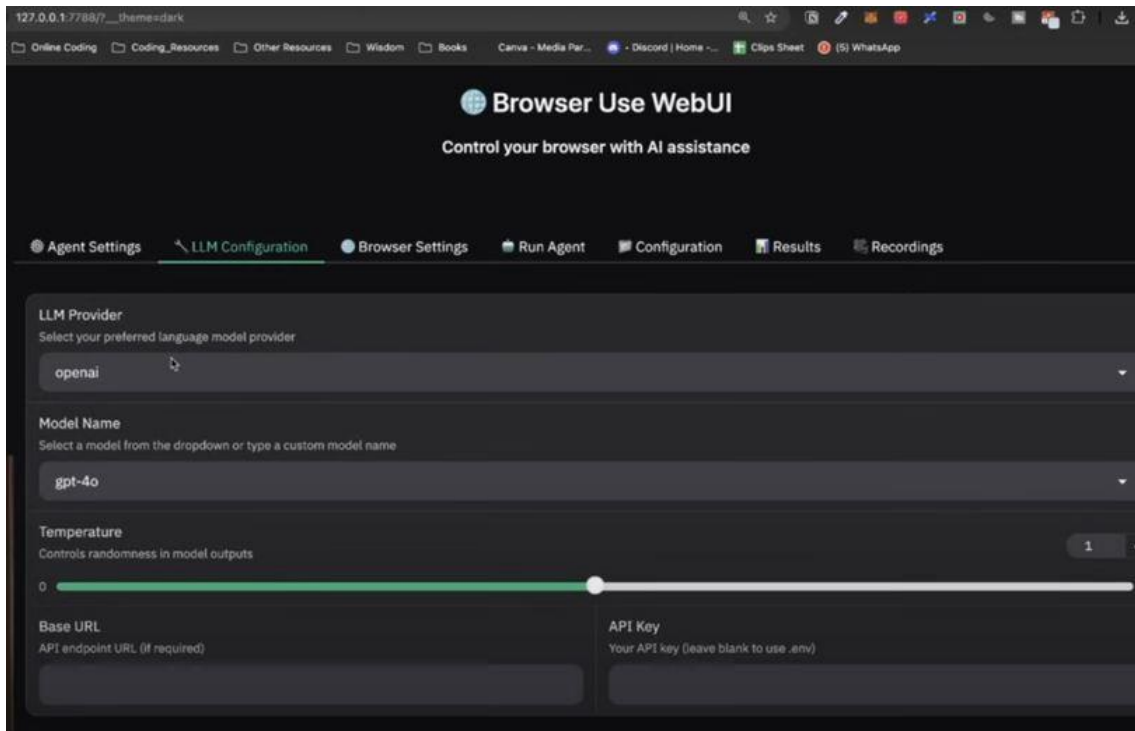 127.0.0.1:7788/?__theme=dark
Online Coding Coding_Resources Other Resources Wisdom Books Canva - Media Par... - Discord | Home -... Clips Sheet (5) WhatsApp
Browser Use WebUI
Control your browser with AI assistance
Agent Settings LLM Configuration Browser Settings Run Agent Configuration Results Recordings
LLM Provider
Select your preferred language model provider
openai
Model Name
Select a model from the dropdown or type a custom model name
gpt-4o
Temperature
1
Controls randomness in model outputs
0
Base URL API Key
API endpoint URL (if required) Your API key (leave blank to use .env)